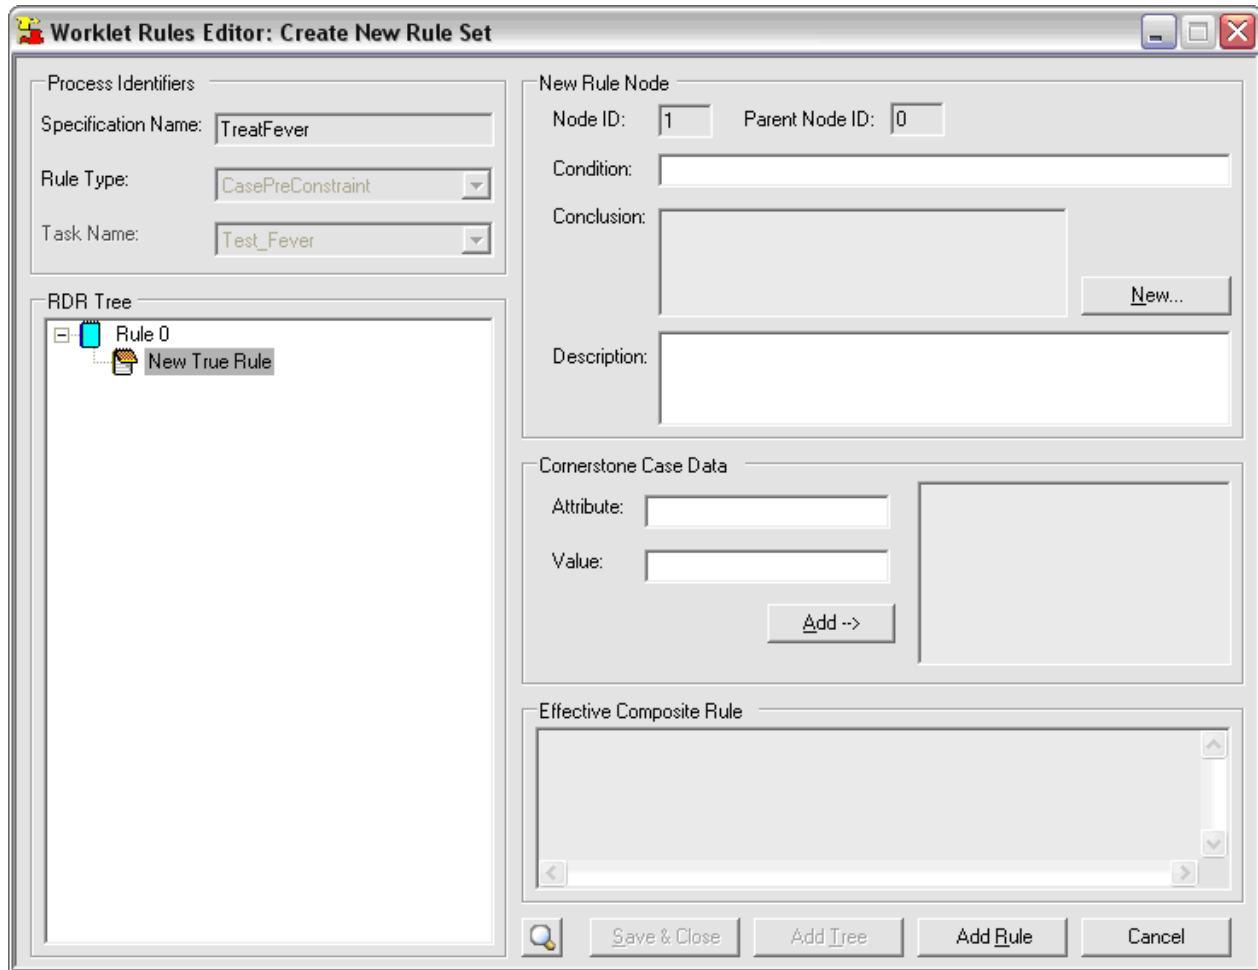 Worklet Rules Editor: Create New Rule Set
Process Identifiers
Specification Name: TreatFever
Rule Type: CasePreConstraint
Task Name: Test_Fever
RDR Tree
Rule 0
New True Rule
New Rule Node
Node ID: 1 Parent Node ID: 0
Condition:
Conclusion:
New...
Description:
Cornerstone Case Data
Attribute:
Value:
Add -->
Effective Composite Rule
Save & Close Add Tree Add Rule Cancel